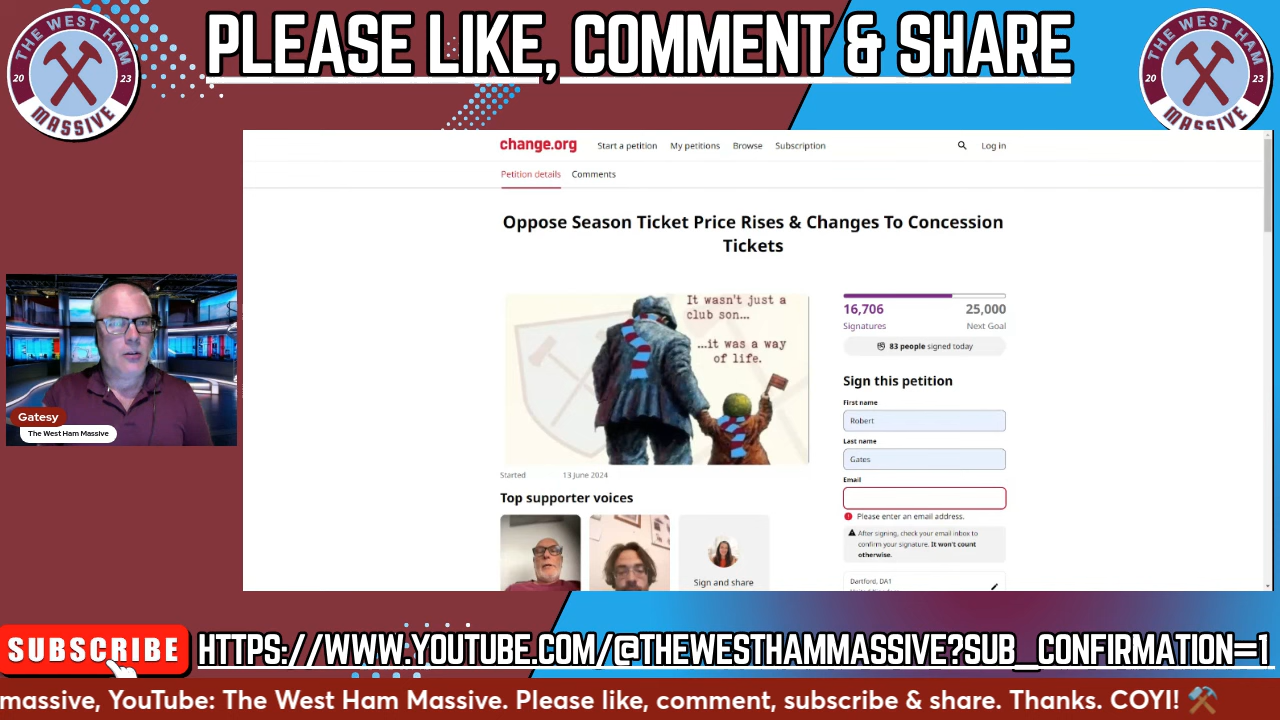 PLEASE LIKE, COMMENT & SHARE
THE WEST HAM
20 23
MASSIVE
THE WEST HAM
20 23
MASSIVE
change.org Start a petition My petitions Browse Subscription Log in
Petition details Comments
Oppose Season Ticket Price Rises & Changes To Concession
Tickets
It wasn't just a
club son...
...it was a way
of life.
16,706 25,000
Signatures Next Goal
83 people signed today
Sign this petition
First name
Robert
Last name
Gates
Email
Please enter an email address.
After signing, check your email inbox to
confirm your signature. It won't count
otherwise.
Dartford, DA1
Started 13 June 2024
Top supporter voices
Sign and share
Gatesy
The West Ham Massive
SUBSCRIBE
HTTPS://WWW.YOUTUBE.COM/@THEWESTHAMMASSIVE?SUB_CONFIRMATION=1
massive, YouTube: The West Ham Massive. Please like, comment, subscribe & share. Thanks. COYI! ⚒️